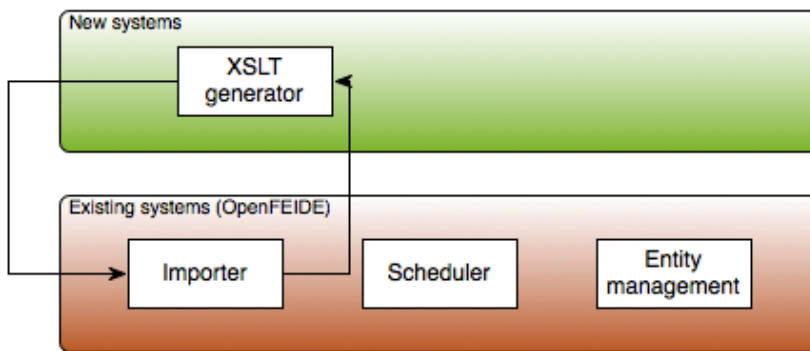 New systems
XSLT
generator
Existing systems (OpenFEIDE)
Importer
Scheduler
Entity
management